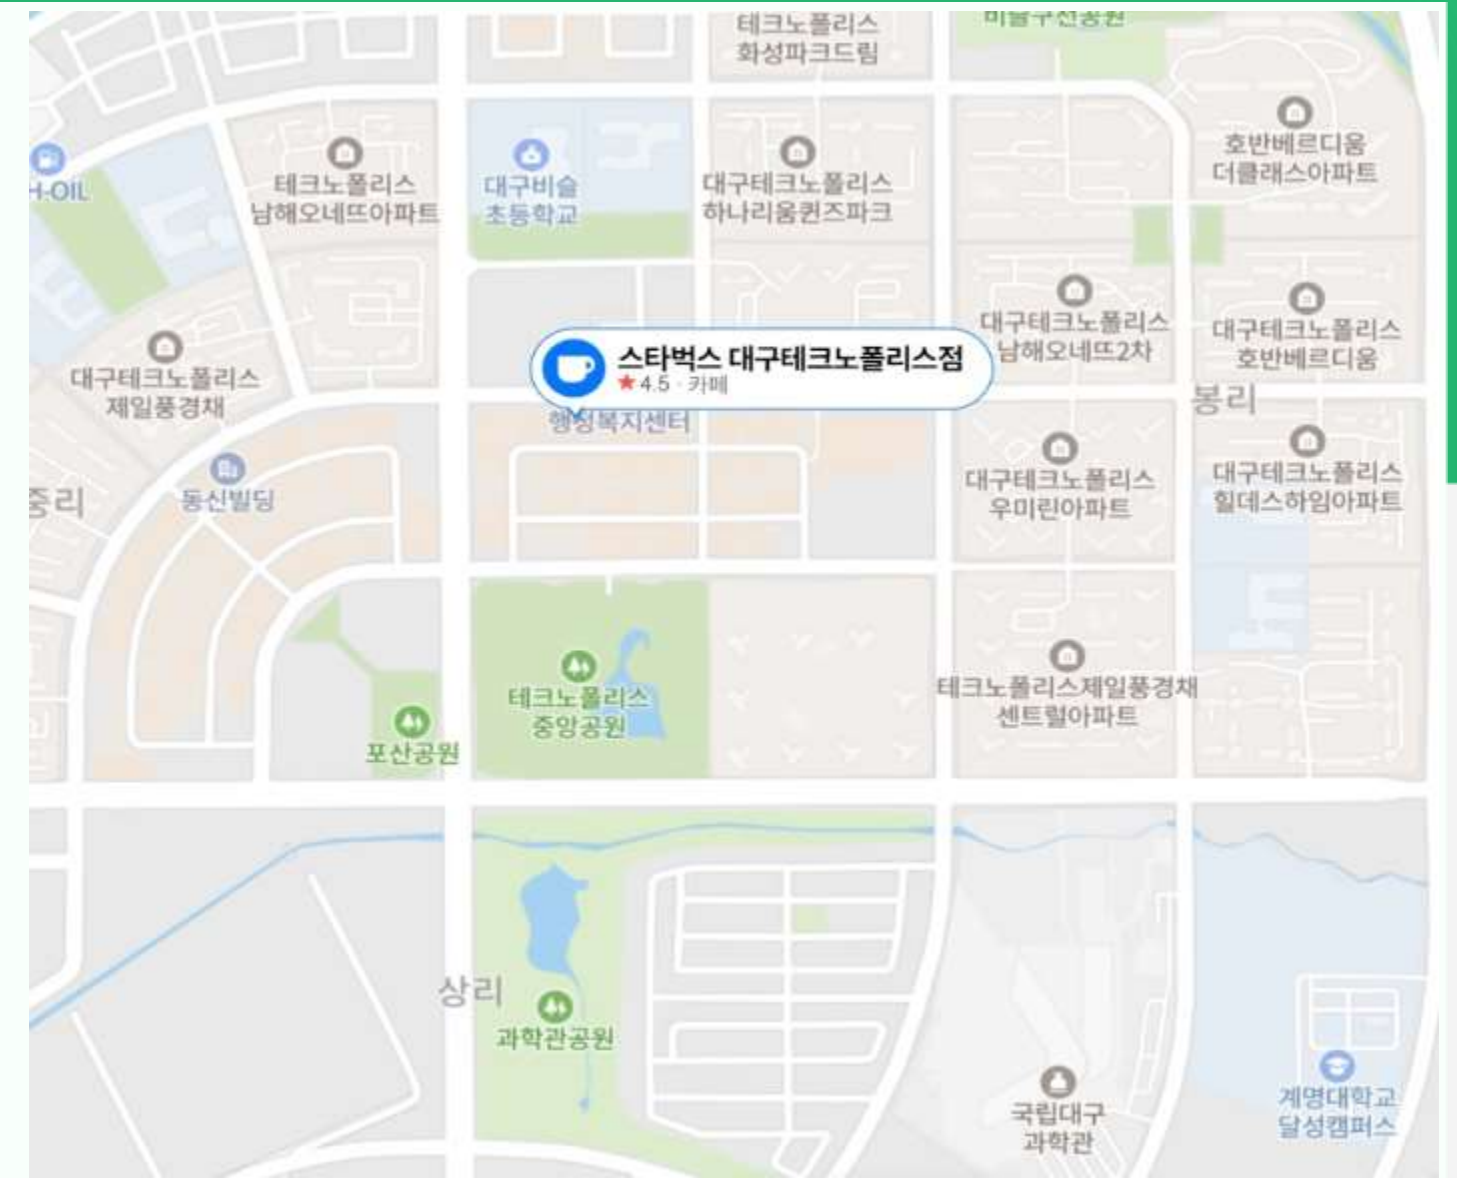 테크노폴리스
화성파크드림
비슬구천공원
H-OIL
테크노폴리스
남해오네뜨아파트
대구비슬
초등학교
대구테크노폴리스
하나리움퀸즈파크
호반베르디움
더클래스아파트
대구테크노폴리스
제일풍경채
스타벅스 대구테크노폴리스점
★4.5 · 카페
행정복지센터
대구테크노폴리스
남해오네뜨2차
대구테크노폴리스
호반베르디움
봉리
중리
동신빌딩
대구테크노폴리스
우미린아파트
대구테크노폴리스
힐데스하임아파트
포산공원
테크노폴리스
중앙공원
테크노폴리스제일풍경채
센트럴아파트
상리
과학관공원
국립대구
과학관
계명대학교
달성캠퍼스